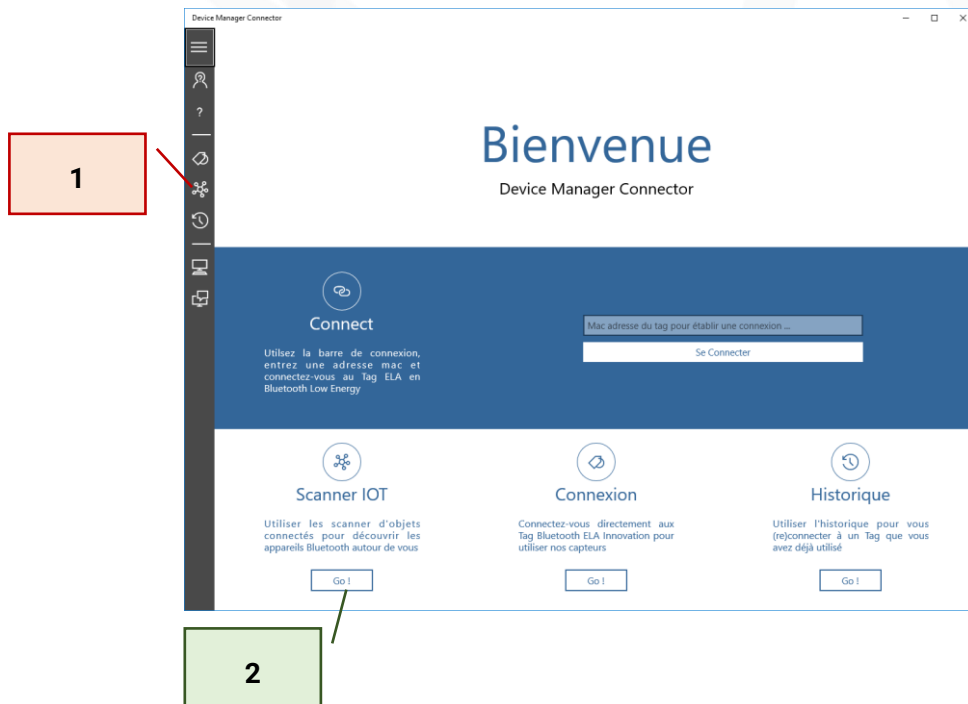 Device Manager Connector
?
1
Bienvenue
Device Manager Connector
Connect
Utilsez la barre de connexion,
entrez une adresse mac et
connectez-vous au Tag ELA en
Bluetooth Low Energy
Mac adresse du tag pour établir une connexion ...
Se Connecter
Scanner IOT
Utiliser les scanner d'objets
connectés pour découvrir les
appareils Bluetooth autour de vous
Go !
Connexion
Connectez-vous directement aux
Tag Bluetooth ELA Innovation pour
utiliser nos capteurs
Go !
Historique
Utiliser l'historique pour vous
(re)connecter à un Tag que vous
avez déjà utilisé
Go !
2